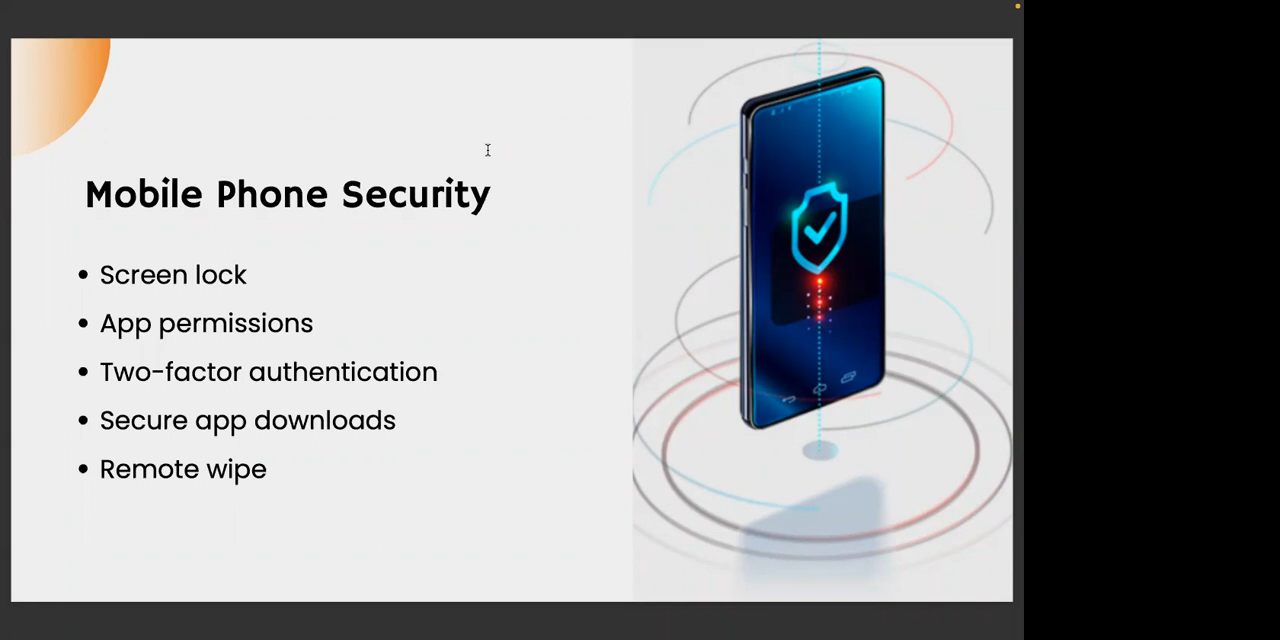 Mobile Phone Security
• Screen lock
• App permissions
• Two-factor authentication
• Secure app downloads
• Remote wipe